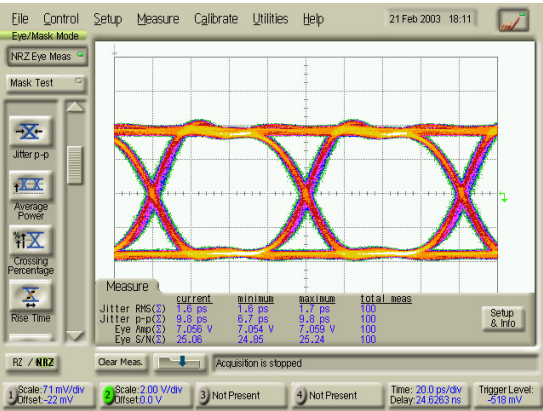 File Control Setup Measure Calibrate Utilities Help 21 Feb 2003 18:11
Eye/Mask Mode
NRZ Eye Meas
Mask Test
Jitter p-p
Average
Power
Crossing
Percentage
Rise Time
Measure
current minimum maximum total meas
Jitter RMS(Σ) 1.6 ps 1.6 ps 1.7 ps 100
Jitter p-p(Σ) 9.8 ps 6.7 ps 9.8 ps 100
Eye Amp(Σ) 7.056 V 7.054 V 7.059 V 100
Eye S/N(Σ) 25.06 24.85 25.24 100
Setup
& Info
RZ / NRZ
Clear Meas.
Acquisition is stopped
1 Scale:71 mV/div
Offset:-22 mV
2 Scale:2.00 V/div
Offset:0.0 V
3 Not Present
4 Not Present
Time: 20.0 ps/div
Delay:24.6263 ns
Trigger Level:
-518 mV